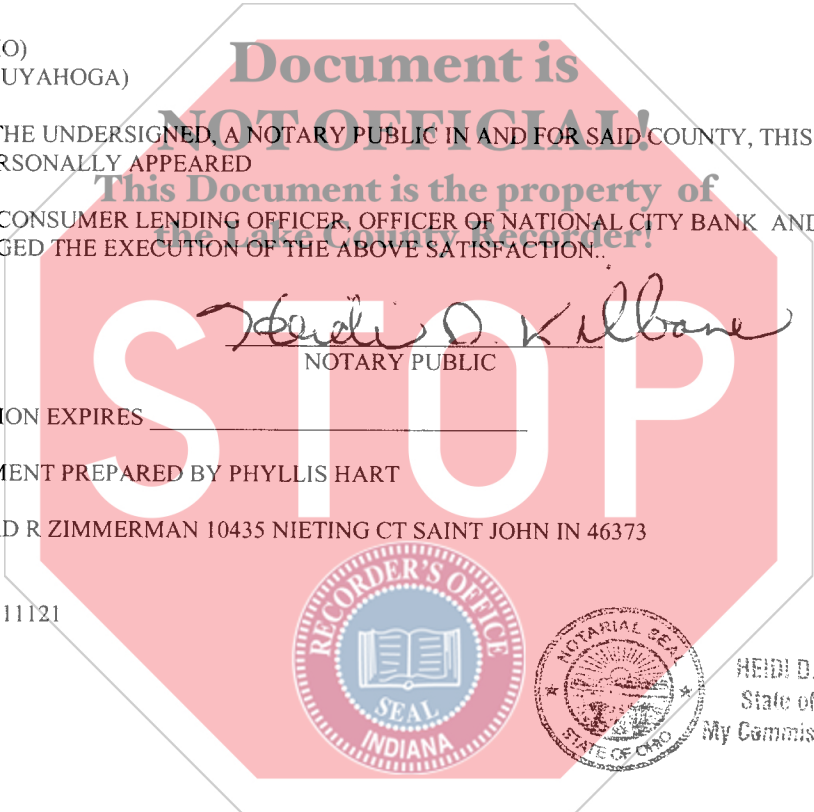 Document is
O)
UYAHOGA)
NOT OFFICIAL!
THE UNDERSIGNED, A NOTARY PUBLIC IN AND FOR SAID COUNTY, THIS
RSONALLY APPEARED
This Document is the property of
CONSUMER LENDING OFFICER, OFFICER OF NATIONAL CITY BANK AND
the Lake County Recorder!
GED THE EXECUTION OF THE ABOVE SATISFACTION..
Heidi D. Kilbane
NOTARY PUBLIC
STOP
ION EXPIRES
MENT PREPARED BY PHYLLIS HART
D R ZIMMERMAN 10435 NIETING CT SAINT JOHN IN 46373
11121
RECORDER'S OFFICE
SEAL
INDIANA
NOTARIAL SEAL
STATE OF OHIO
HEIDI D.
State of
My Commis